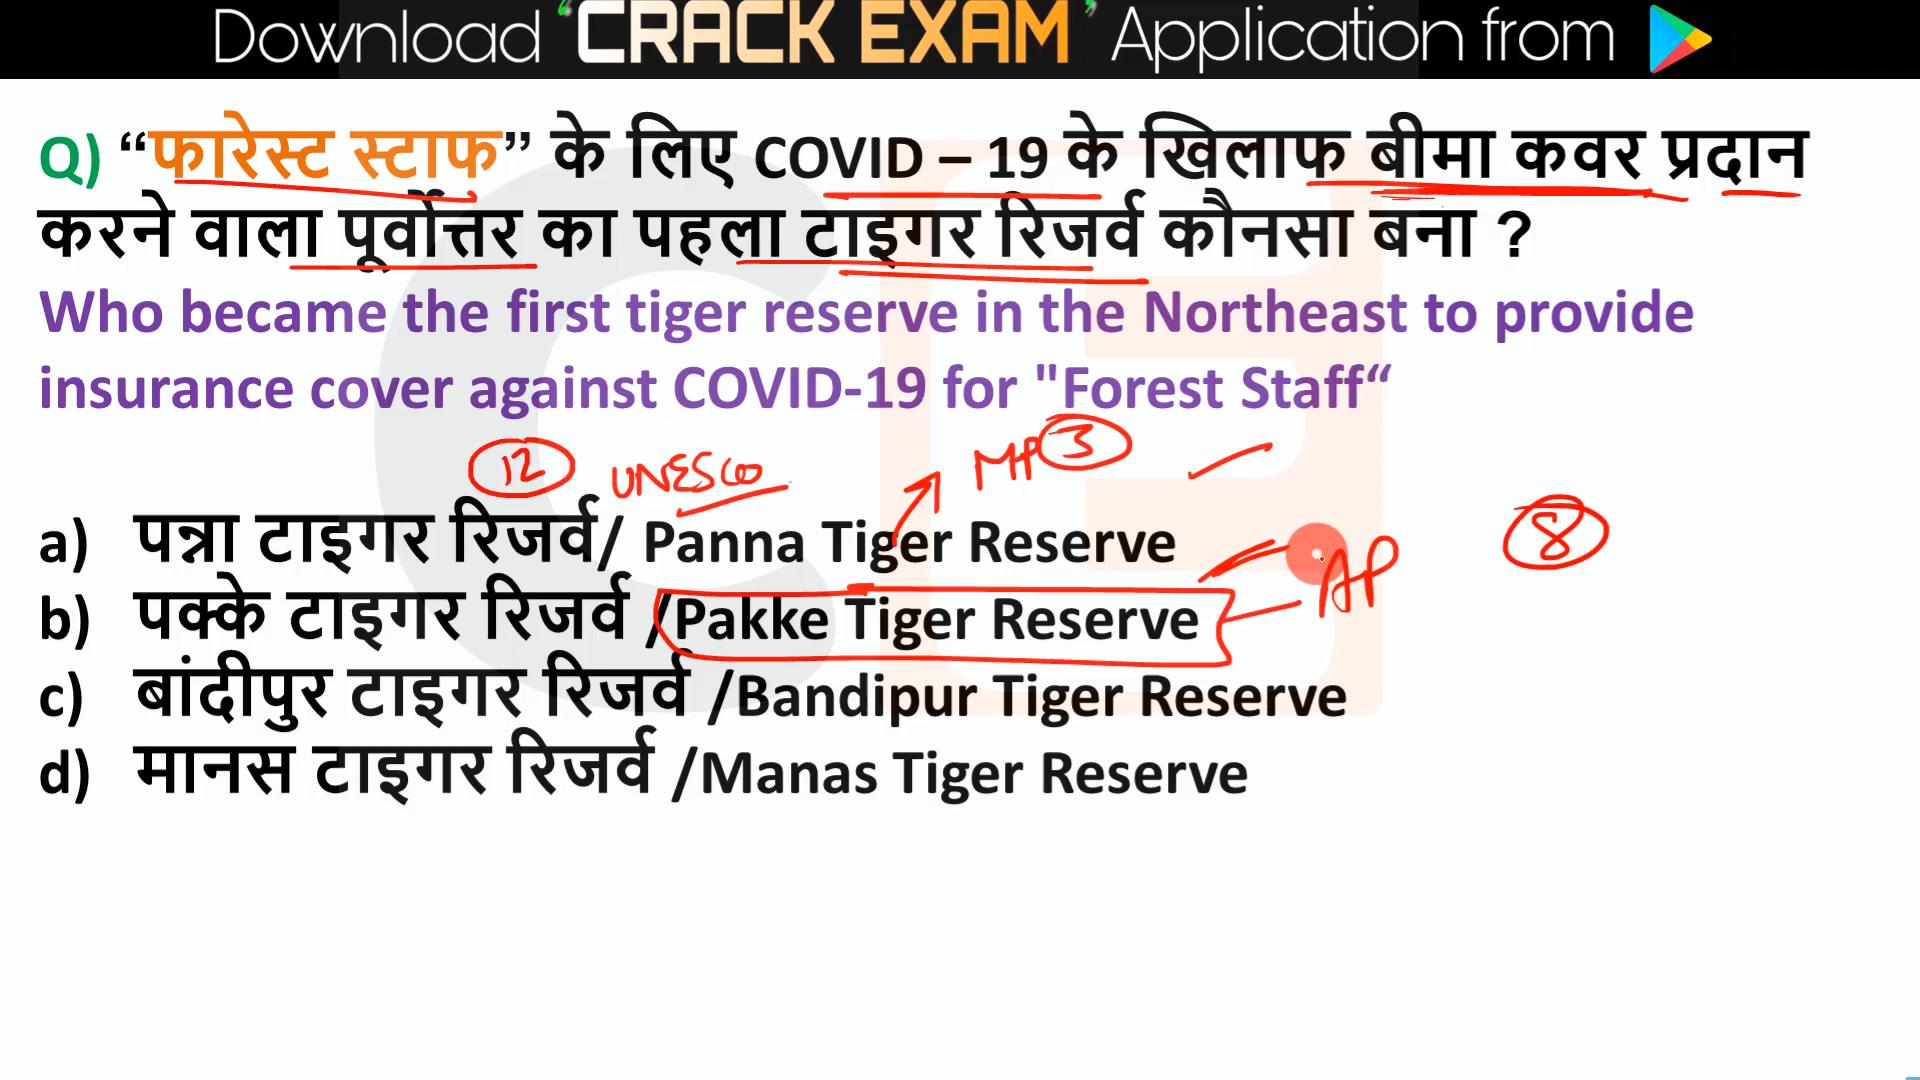 Download ‘CRACK EXAM’ Application from
Q) “फारेस्ट स्टाफ” के लिए COVID – 19 के खिलाफ बीमा कवर प्रदान
करने वाला पूर्वोत्तर का पहला टाइगर रिजर्व कौनसा बना ?
Who became the first tiger reserve in the Northeast to provide
insurance cover against COVID-19 for "Forest Staff“
12 UNESCO MP 3
a) पन्ना टाइगर रिजर्व/ Panna Tiger Reserve
8
AP
b) पक्के टाइगर रिजर्व /Pakke Tiger Reserve
c) बांदीपुर टाइगर रिजर्व /Bandipur Tiger Reserve
d) मानस टाइगर रिजर्व /Manas Tiger Reserve